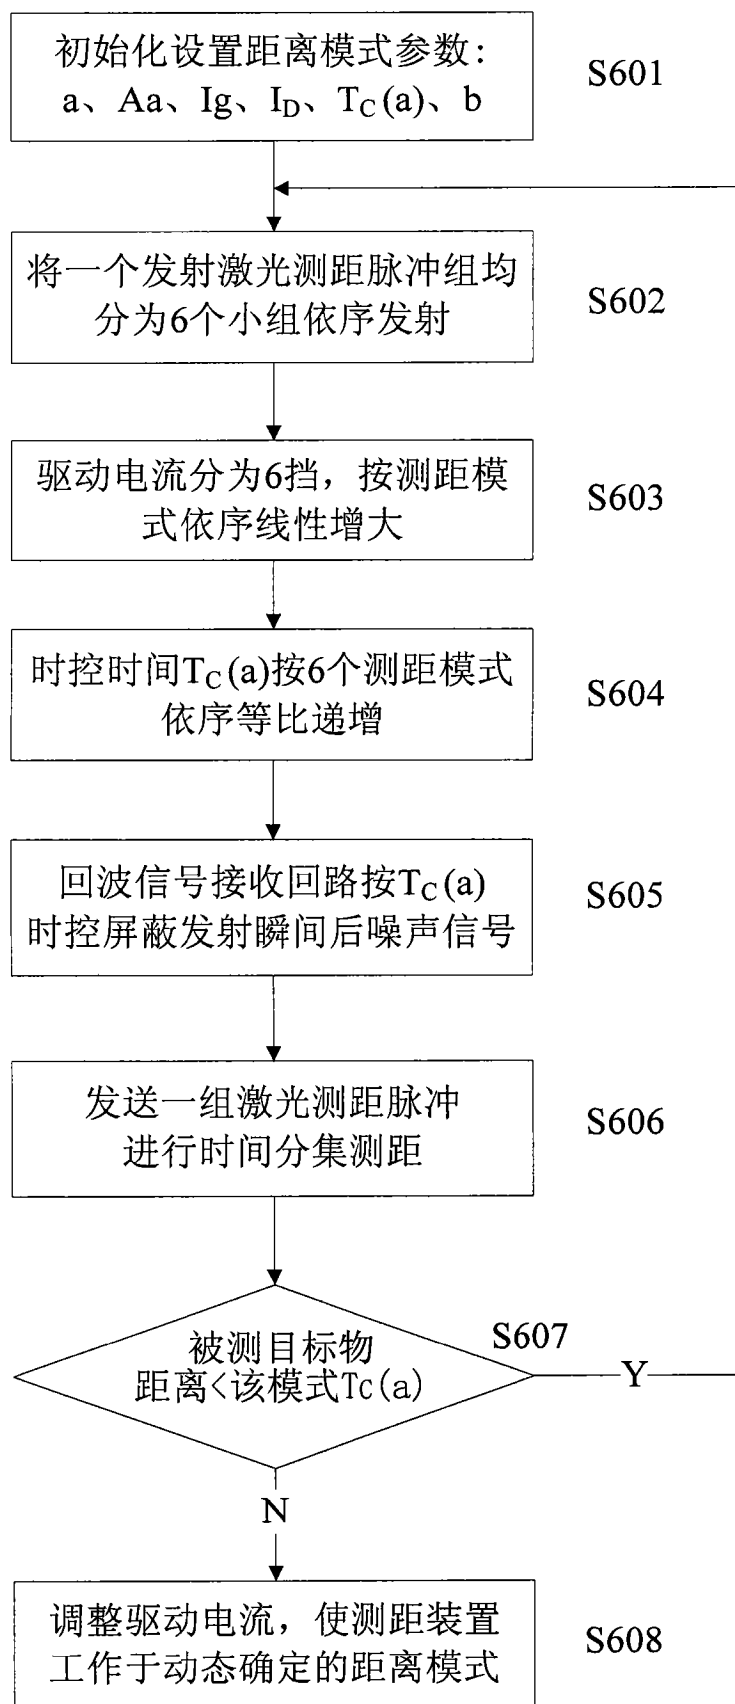 初始化设置距离模式参数:
a、Aa、Ig、I_D、T_C(a)、b
S601
将一个发射激光测距脉冲组均
分为6个小组依序发射
S602
驱动电流分为6挡，按测距模
式依序线性增大
S603
时控时间T_C(a)按6个测距模式
依序等比递增
S604
回波信号接收回路按T_C(a)
时控屏蔽发射瞬间后噪声信号
S605
发送一组激光测距脉冲
进行时间分集测距
S606
被测目标物
距离<该模式Tc(a)
S607
Y
N
调整驱动电流，使测距装置
工作于动态确定的距离模式
S608